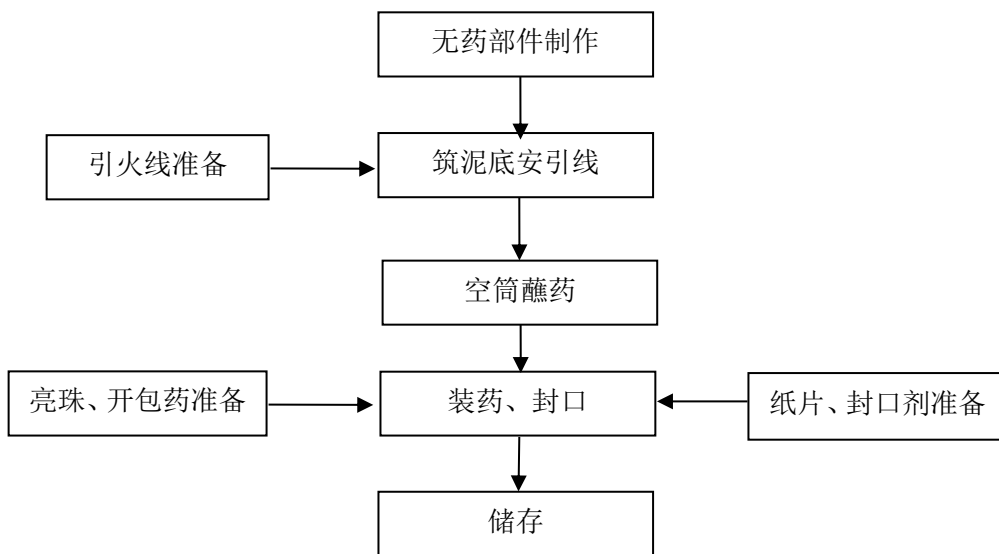 无药部件制作
引火线准备
筑泥底安引线
空筒蘸药
亮珠、开包药准备
装药、封口
纸片、封口剂准备
储存